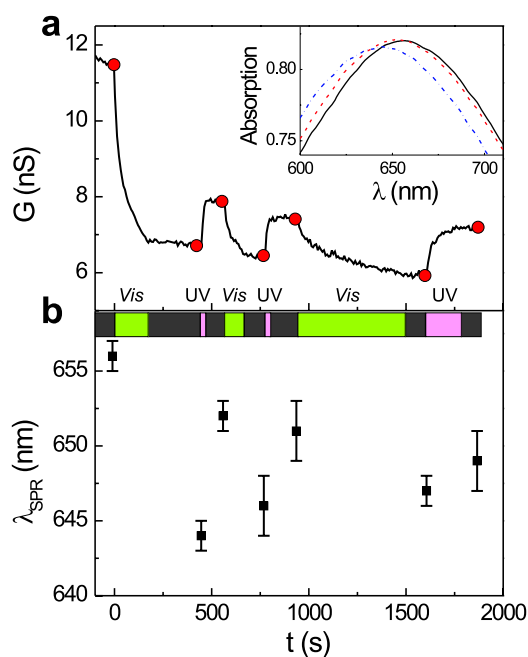 a
12
10
8
6
G (nS)
Absorption
0.80
0.75
600 650 700
λ (nm)
Vis UV Vis UV Vis UV
b
655
650
645
640
λSPR (nm)
0 500 1000 1500 2000
t (s)